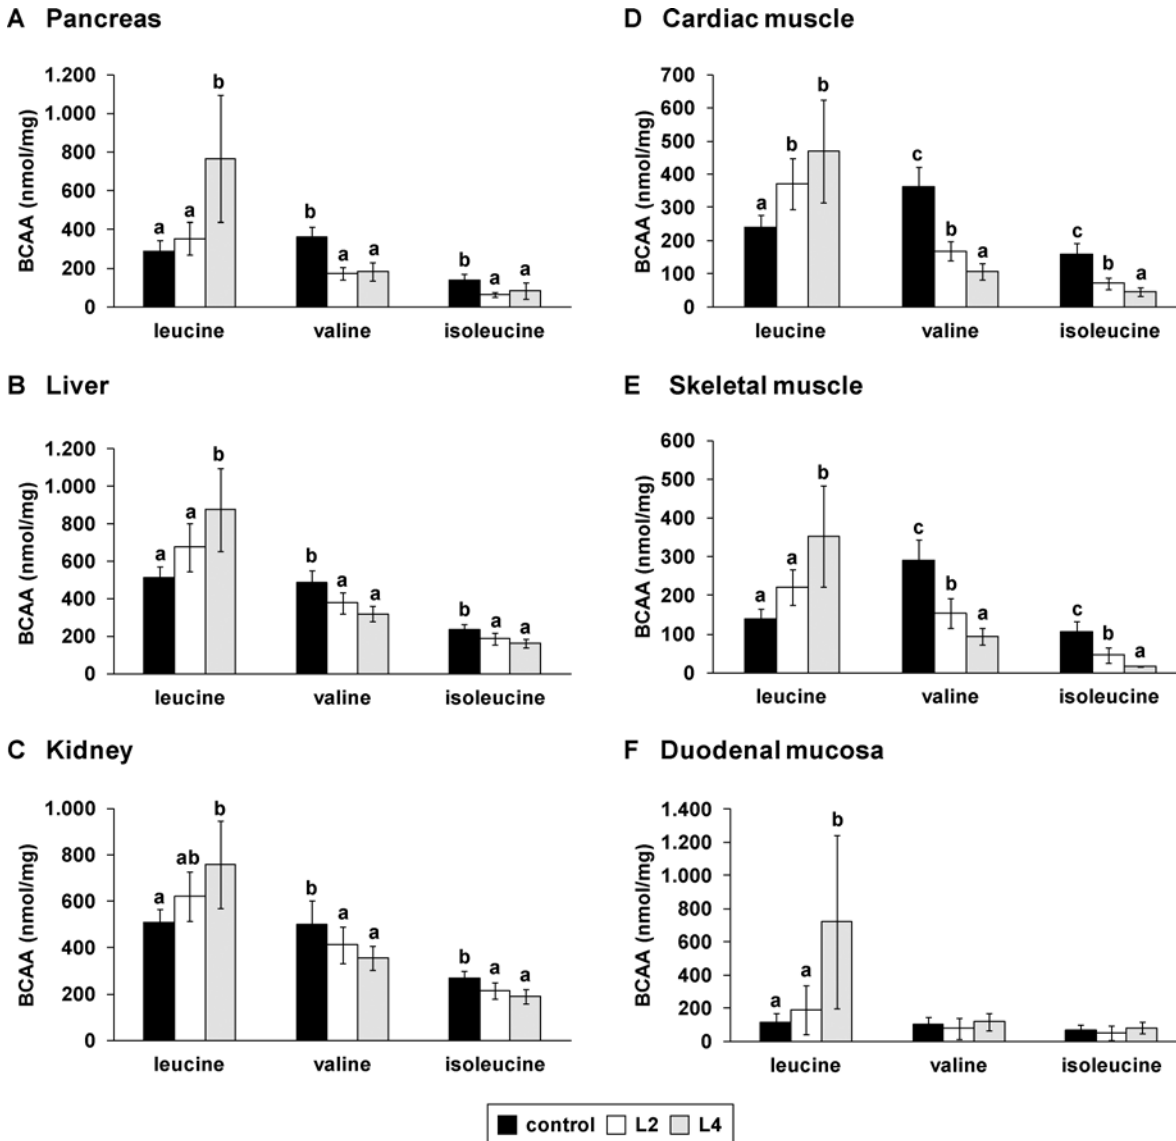 A Pancreas
BCAA (nmol/mg)
1.200
1.000
800
600
400
200
0
a a b
b a a
b a a
leucine valine isoleucine
B Liver
BCAA (nmol/mg)
1.200
1.000
800
600
400
200
0
a a b
b a a
b a a
leucine valine isoleucine
C Kidney
BCAA (nmol/mg)
1.000
800
600
400
200
0
a ab b
b a a
b a a
leucine valine isoleucine
D Cardiac muscle
BCAA (nmol/mg)
700
600
500
400
300
200
100
0
a b b
c b a
c b a
leucine valine isoleucine
E Skeletal muscle
BCAA (nmol/mg)
600
500
400
300
200
100
0
a a b
c b a
c b a
leucine valine isoleucine
F Duodenal mucosa
BCAA (nmol/mg)
1.400
1.200
1.000
800
600
400
200
0
a a b
leucine valine isoleucine
control L2 L4